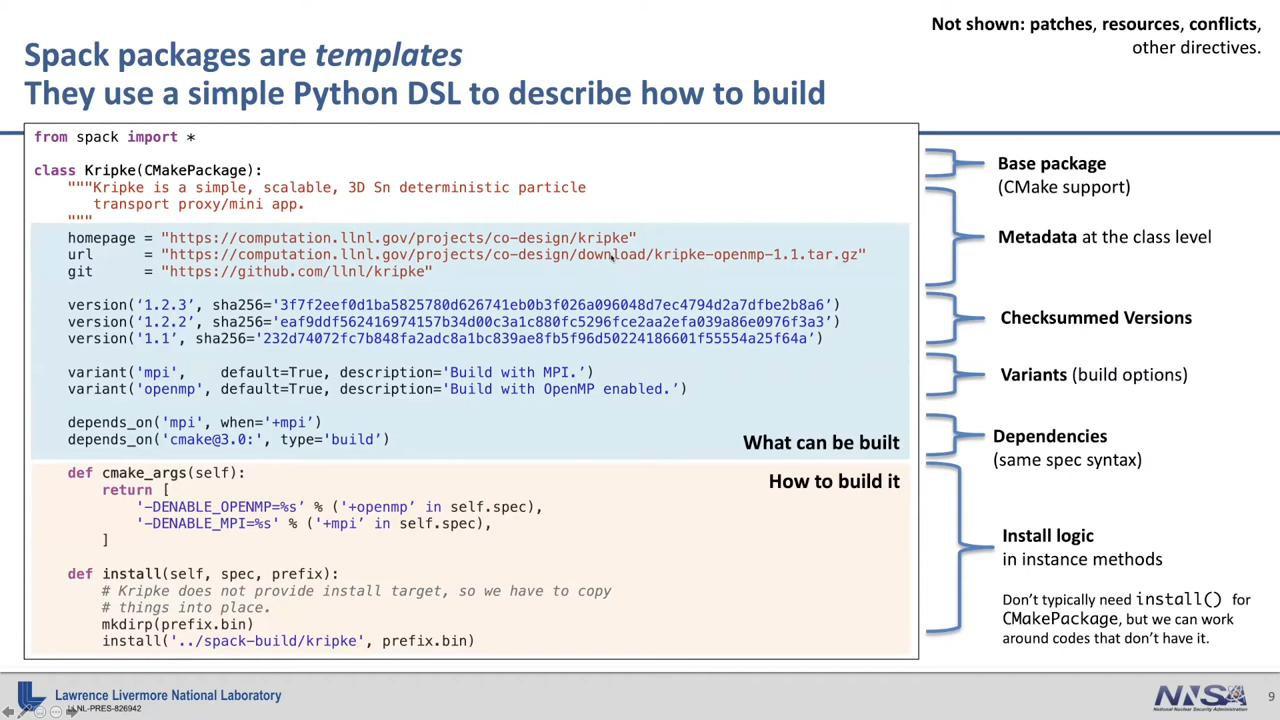 Not shown: patches, resources, conflicts,
other directives.
Spack packages are templates
They use a simple Python DSL to describe how to build
from spack import *
class Kripke(CMakePackage):
"""Kripke is a simple, scalable, 3D Sn deterministic particle
transport proxy/mini app.
"""
homepage = "https://computation.llnl.gov/projects/co-design/kripke"
url      = "https://computation.llnl.gov/projects/co-design/download/kripke-openmp-1.1.tar.gz"
git      = "https://github.com/llnl/kripke"
version(‘1.2.3’, sha256='3f7f2eef0d1ba5825780d626741eb0b3f026a096048d7ec4794d2a7dfbe2b8a6’)
version(‘1.2.2’, sha256='eaf9ddf562416974157b34d00c3a1c880fc5296fce2aa2efa039a86e0976f3a3’)
version('1.1’, sha256='232d74072fc7b848fa2adc8a1bc839ae8fb5f96d50224186601f55554a25f64a’)
variant('mpi',    default=True, description='Build with MPI.’)
variant('openmp', default=True, description='Build with OpenMP enabled.’)
depends_on('mpi', when='+mpi’)
depends_on('cmake@3.0:', type='build’)
What can be built
def cmake_args(self):
return [
'-DENABLE_OPENMP=%s’ % ('+openmp’ in self.spec),
'-DENABLE_MPI=%s' % ('+mpi’ in self.spec),
]
def install(self, spec, prefix):
# Kripke does not provide install target, so we have to copy
# things into place.
mkdirp(prefix.bin)
install('../spack-build/kripke', prefix.bin)
How to build it
Base package
(CMake support)
Metadata at the class level
Checksummed Versions
Variants (build options)
Dependencies
(same spec syntax)
Install logic
in instance methods
Don’t typically need install() for
CMakePackage, but we can work
around codes that don’t have it.
Lawrence Livermore National Laboratory
LLNL-PRES-826942
NNSA
National Nuclear Security Administration
9